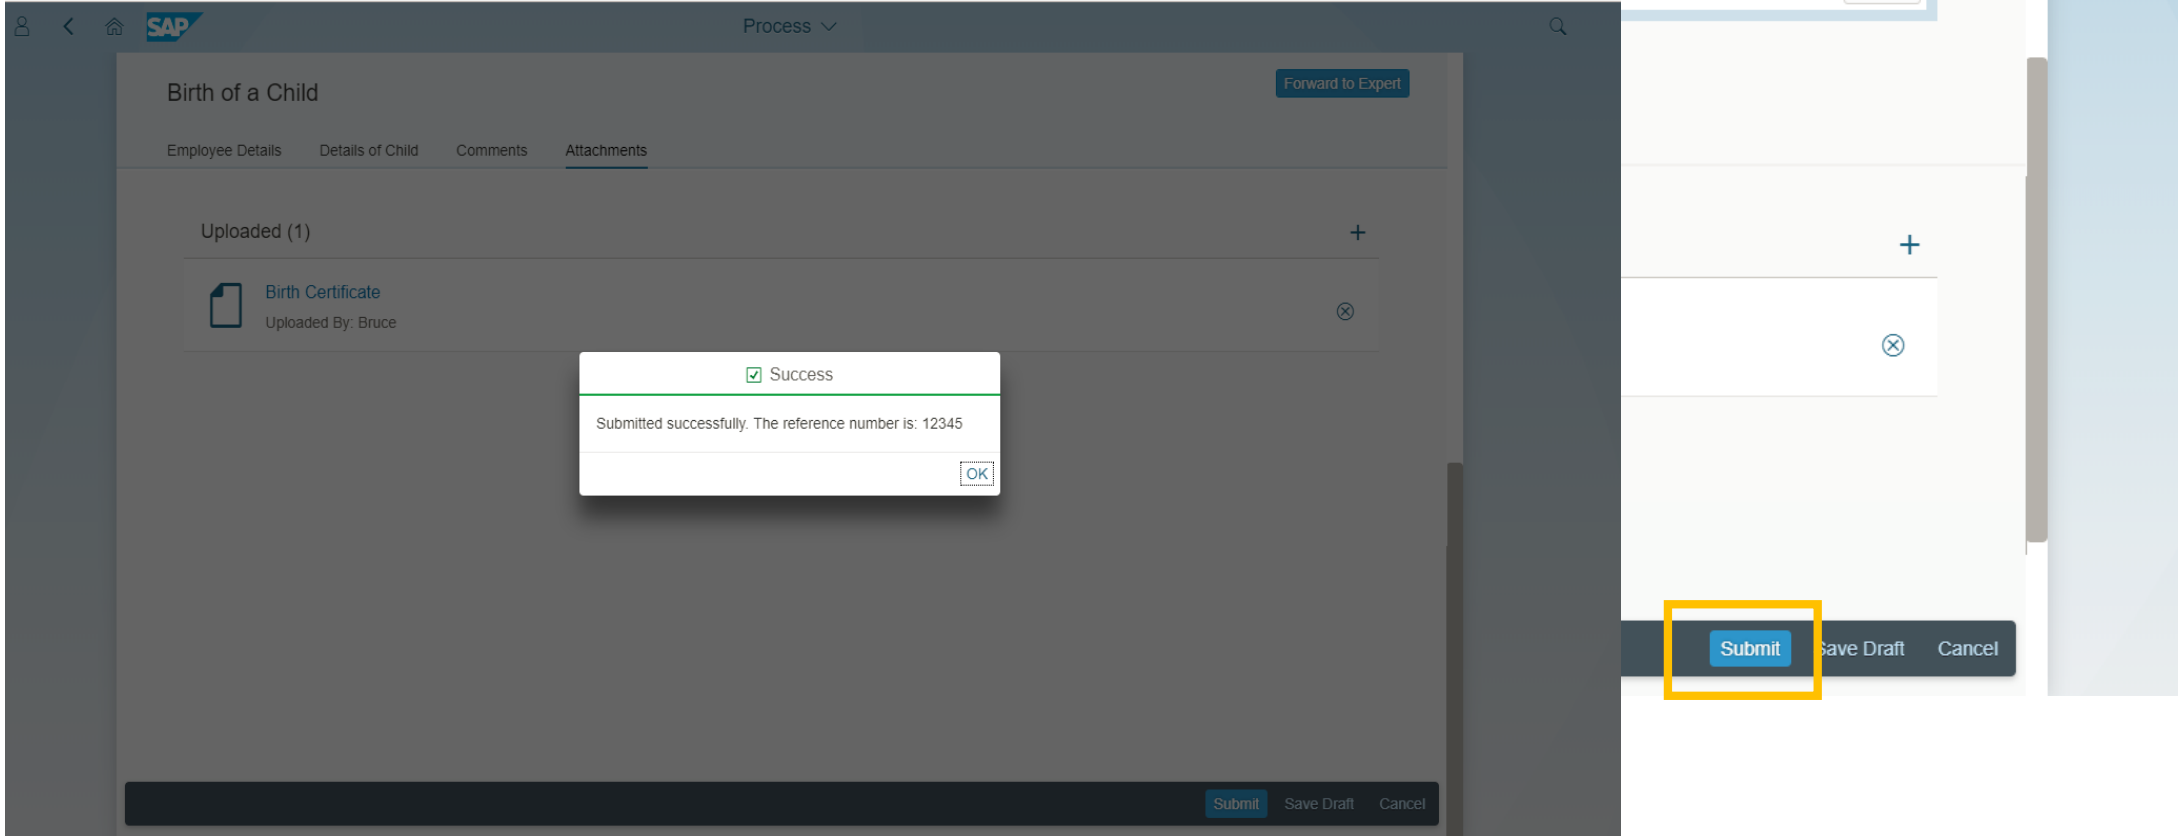 SAP
Process
Birth of a Child
Forward to Expert
Employee Details
Details of Child
Comments
Attachments
Uploaded (1)
Birth Certificate
Uploaded By: Bruce
Success
Submitted successfully. The reference number is: 12345
OK
Submit
Save Draft
Cancel
Submit
Save Draft
Cancel